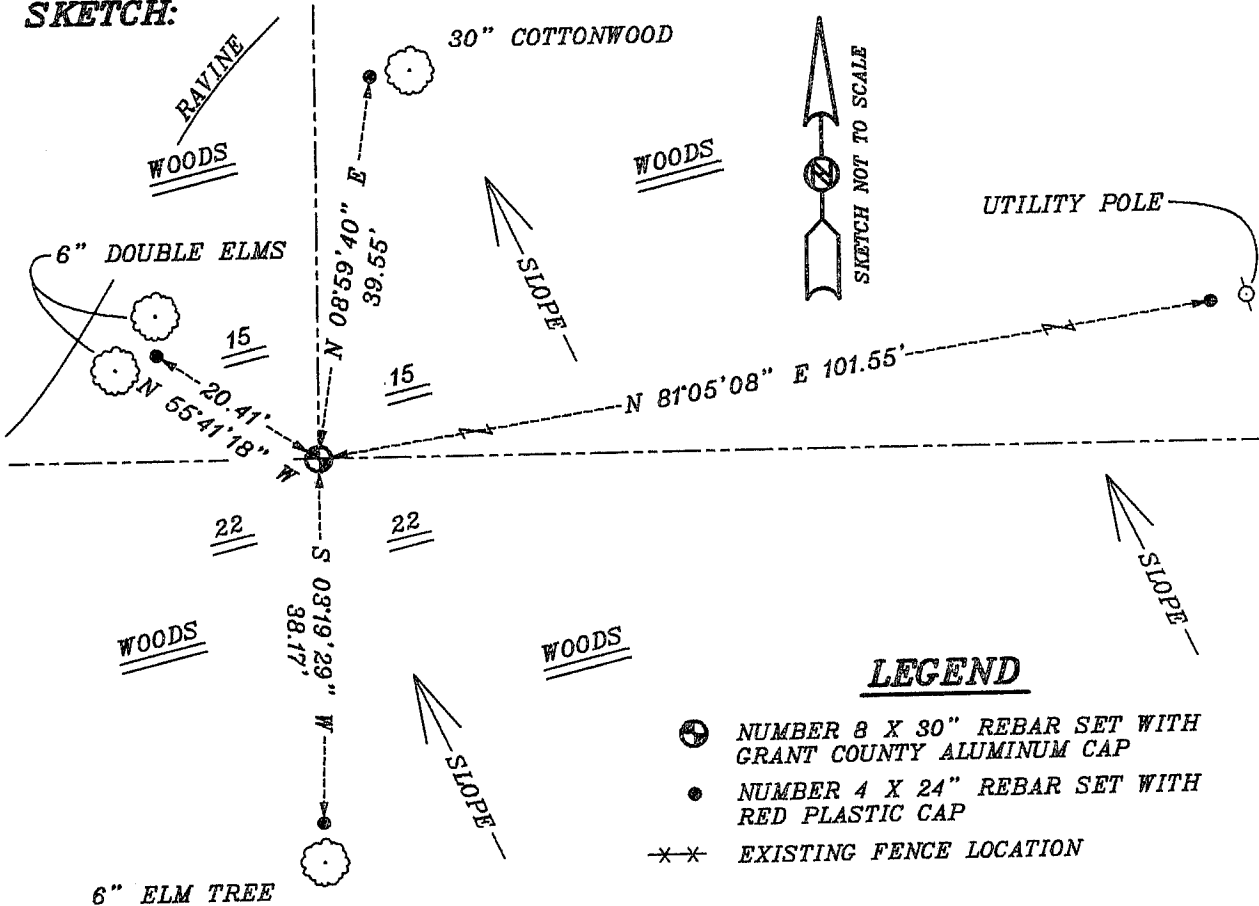 SKETCH:
30" COTTONWOOD
RAVINE
WOODS
WOODS
SKETCH NOT TO SCALE
N
UTILITY POLE
6" DOUBLE ELMS
N 08°59'40" E
39.55'
SLOPE
15
15
20.41'
N 55°41'18" W
N 81°05'08" E 101.55'
22
22
S 03°19'29" W
38.17'
SLOPE
WOODS
WOODS
SLOPE
6" ELM TREE
LEGEND
NUMBER 8 X 30" REBAR SET WITH
GRANT COUNTY ALUMINUM CAP
NUMBER 4 X 24" REBAR SET WITH
RED PLASTIC CAP
EXISTING FENCE LOCATION